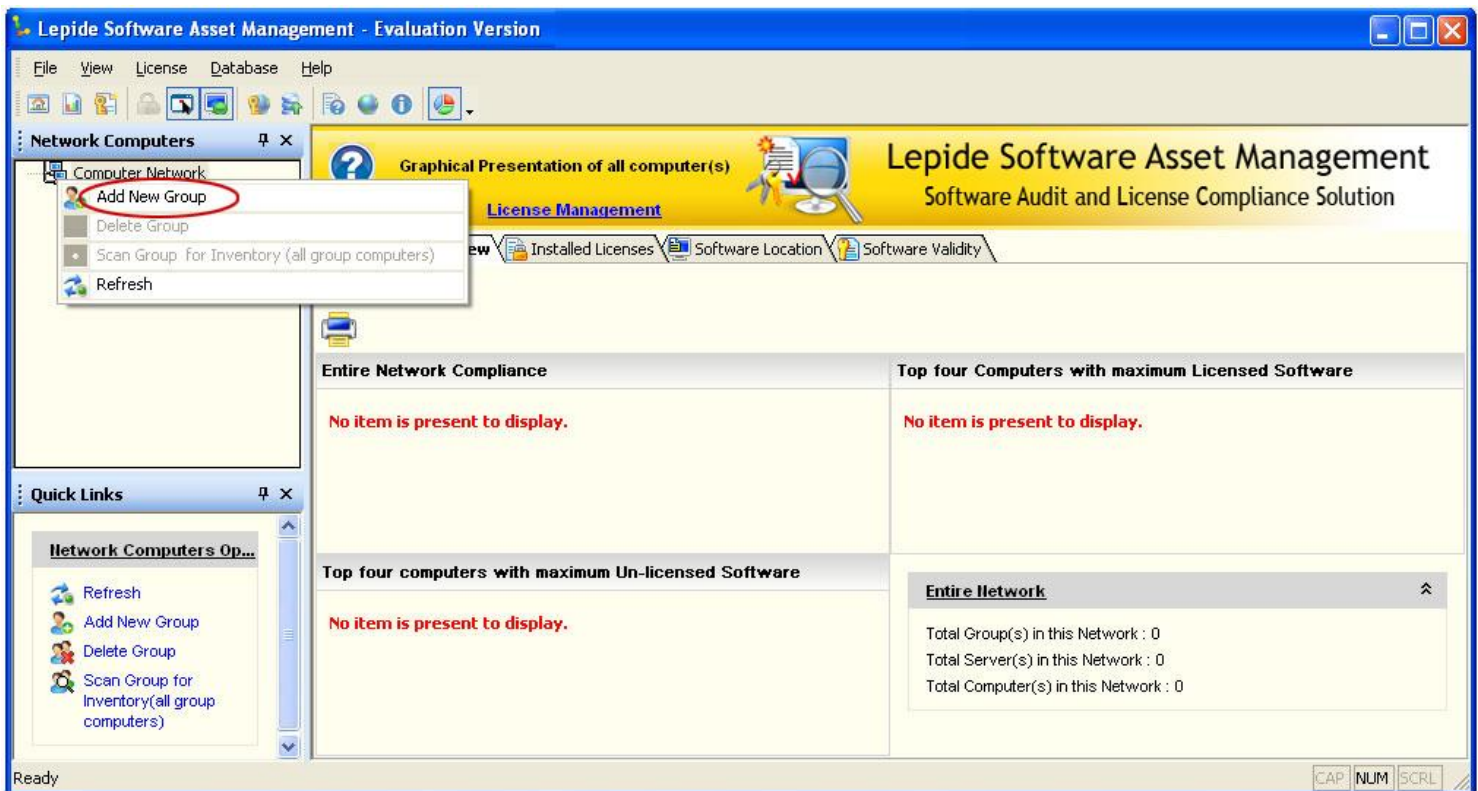 Lepide Software Asset Management - Evaluation Version
File View License Database Help
Network Computers
Computer Network
Add New Group
Delete Group
Scan Group for Inventory (all group computers)
Refresh
Graphical Presentation of all computer(s)
License Management
Lepide Software Asset Management
Software Audit and License Compliance Solution
ew Installed Licenses Software Location Software Validity
Entire Network Compliance
No item is present to display.
Top four Computers with maximum Licensed Software
No item is present to display.
Quick Links
Network Computers Op...
Refresh
Add New Group
Delete Group
Scan Group for
Inventory(all group
computers)
Top four computers with maximum Un-licensed Software
No item is present to display.
Entire Network
Total Group(s) in this Network : 0
Total Server(s) in this Network : 0
Total Computer(s) in this Network : 0
Ready
CAP NUM SCRL